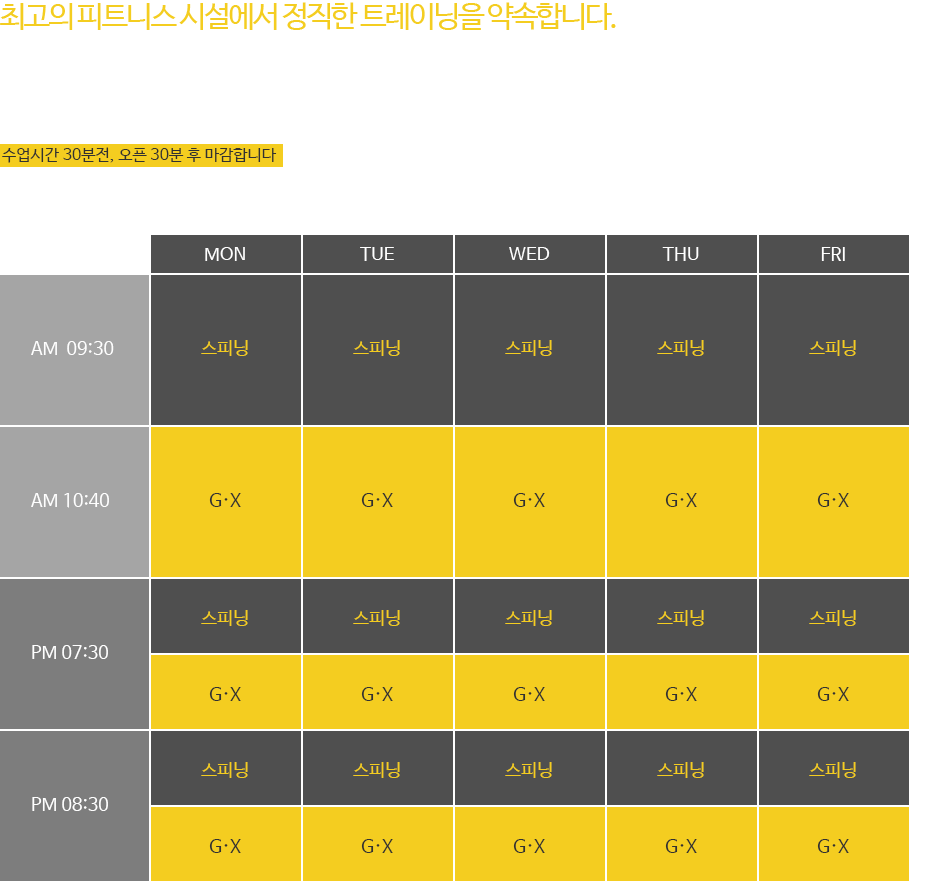 최고의 피트니스 시설에서 정직한 트레이닝을 약속합니다.
수업시간 30분전, 오픈 30분 후 마감합니다
MON TUE WED THU FRI
AM 09:30 스피닝 스피닝 스피닝 스피닝 스피닝
AM 10:40 G·X G·X G·X G·X G·X
PM 07:30 스피닝 스피닝 스피닝 스피닝 스피닝
G·X G·X G·X G·X G·X
PM 08:30 스피닝 스피닝 스피닝 스피닝 스피닝
G·X G·X G·X G·X G·X